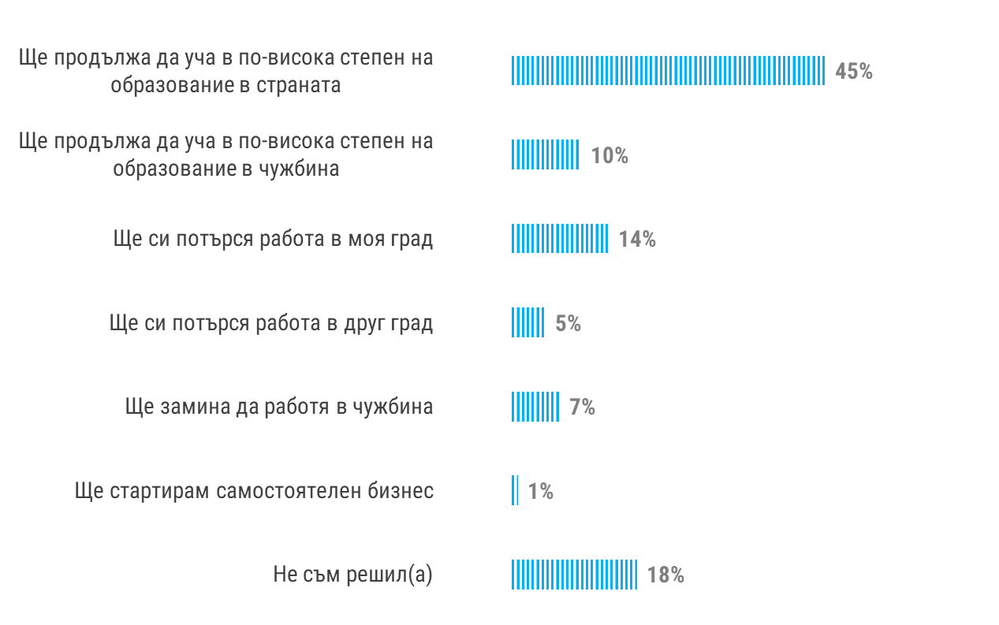 Ще продължа да уча в по-висока степен на
образование в страната
45%
Ще продължа да уча в по-висока степен на
образование в чужбина
10%
Ще си потърся работа в моя град
14%
Ще си потърся работа в друг град
5%
Ще замина да работя в чужбина
7%
Ще стартирам самостоятелен бизнес
1%
Не съм решил(а)
18%